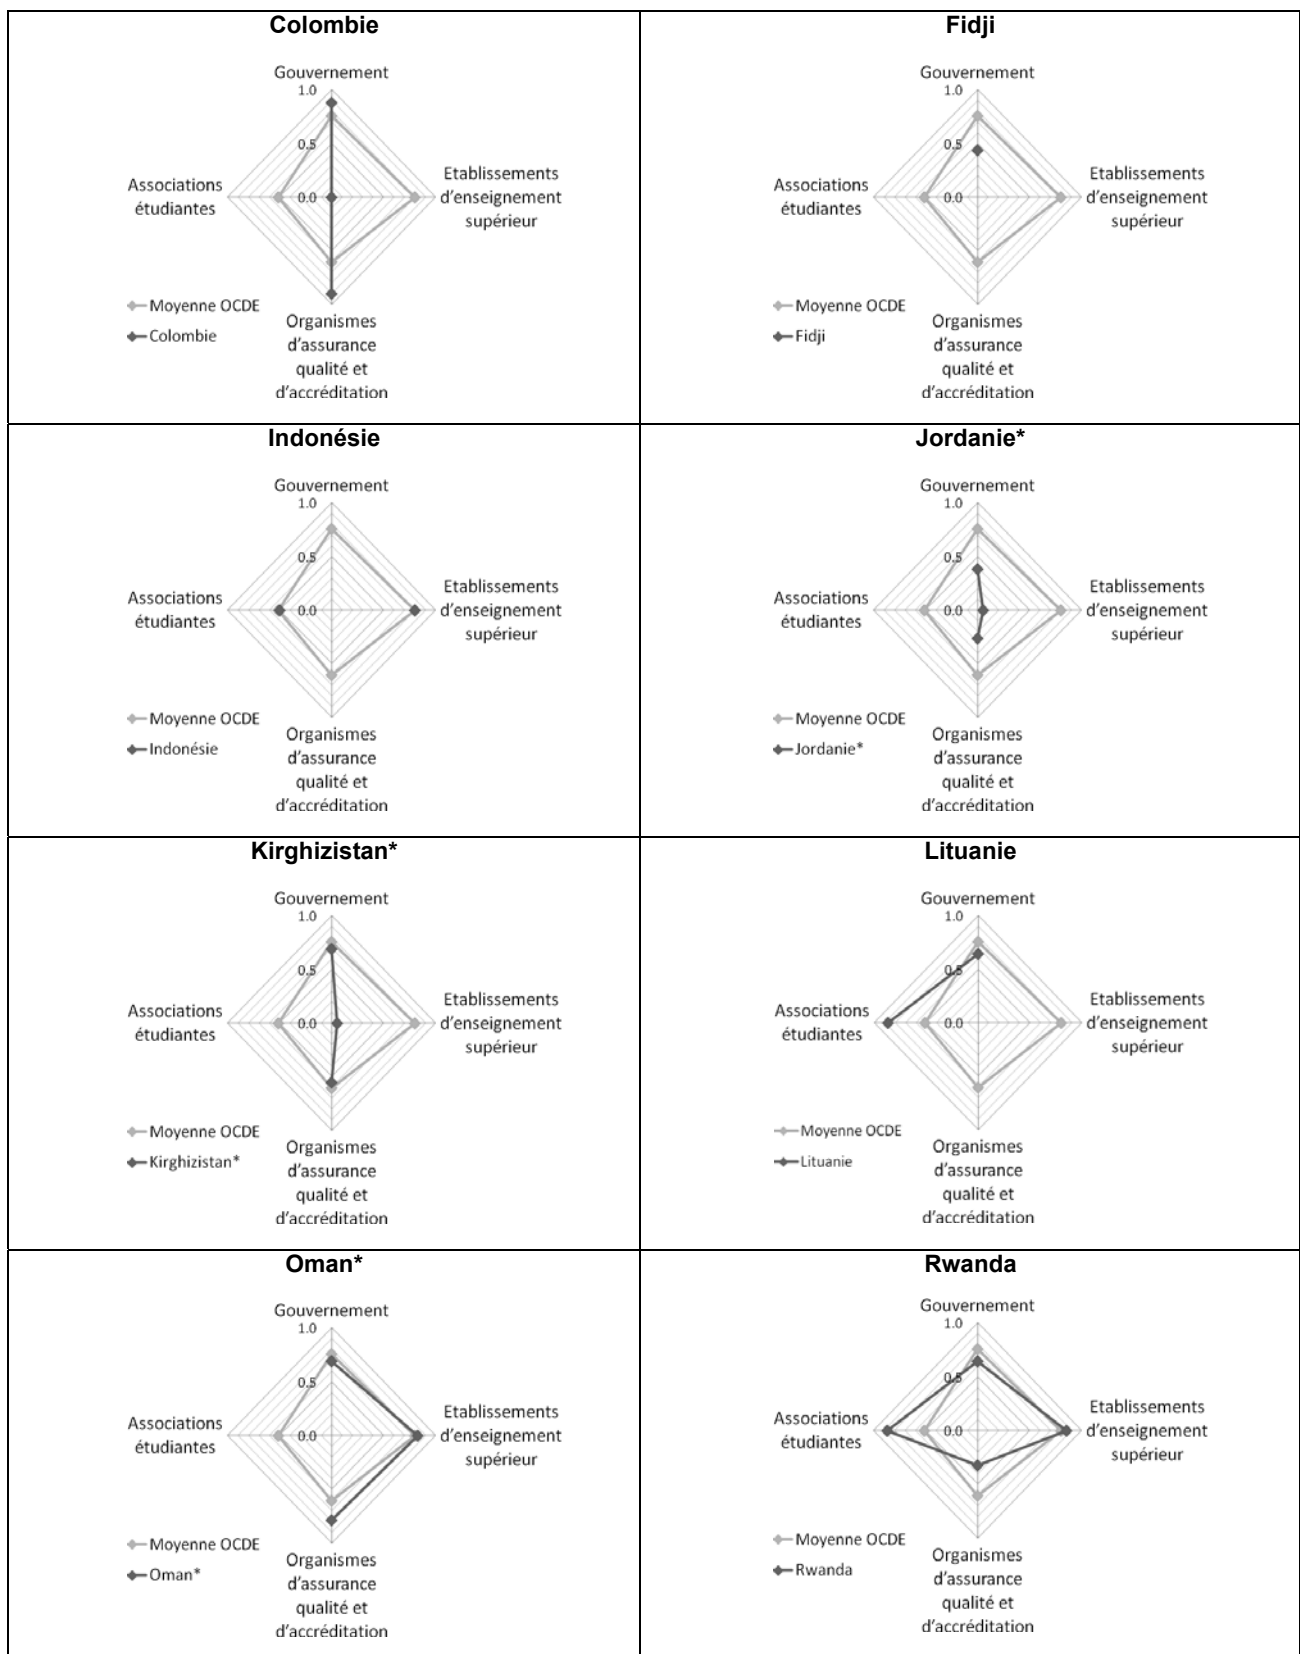 Colombie
Gouvernement
1.0
0.5
0.0
Associations
étudiantes
Etablissements
d'enseignement
supérieur
Moyenne OCDE
Colombie
Organismes
d'assurance
qualité et
d'accréditation
Fidji
Gouvernement
1.0
0.5
0.0
Associations
étudiantes
Etablissements
d'enseignement
supérieur
Moyenne OCDE
Fidji
Organismes
d'assurance
qualité et
d'accréditation
Indonésie
Gouvernement
1.0
0.5
0.0
Associations
étudiantes
Etablissements
d'enseignement
supérieur
Moyenne OCDE
Indonésie
Organismes
d'assurance
qualité et
d'accréditation
Jordanie*
Gouvernement
1.0
0.5
0.0
Associations
étudiantes
Etablissements
d'enseignement
supérieur
Moyenne OCDE
Jordanie*
Organismes
d'assurance
qualité et
d'accréditation
Kirghizistan*
Gouvernement
1.0
0.5
0.0
Associations
étudiantes
Etablissements
d'enseignement
supérieur
Moyenne OCDE
Kirghizistan*
Organismes
d'assurance
qualité et
d'accréditation
Lituanie
Gouvernement
1.0
0.5
0.0
Associations
étudiantes
Etablissements
d'enseignement
supérieur
Moyenne OCDE
Lituanie
Organismes
d'assurance
qualité et
d'accréditation
Oman*
Gouvernement
1.0
0.5
0.0
Associations
étudiantes
Etablissements
d'enseignement
supérieur
Moyenne OCDE
Oman*
Organismes
d'assurance
qualité et
d'accréditation
Rwanda
Gouvernement
1.0
0.5
0.0
Associations
étudiantes
Etablissements
d'enseignement
supérieur
Moyenne OCDE
Rwanda
Organismes
d'assurance
qualité et
d'accréditation